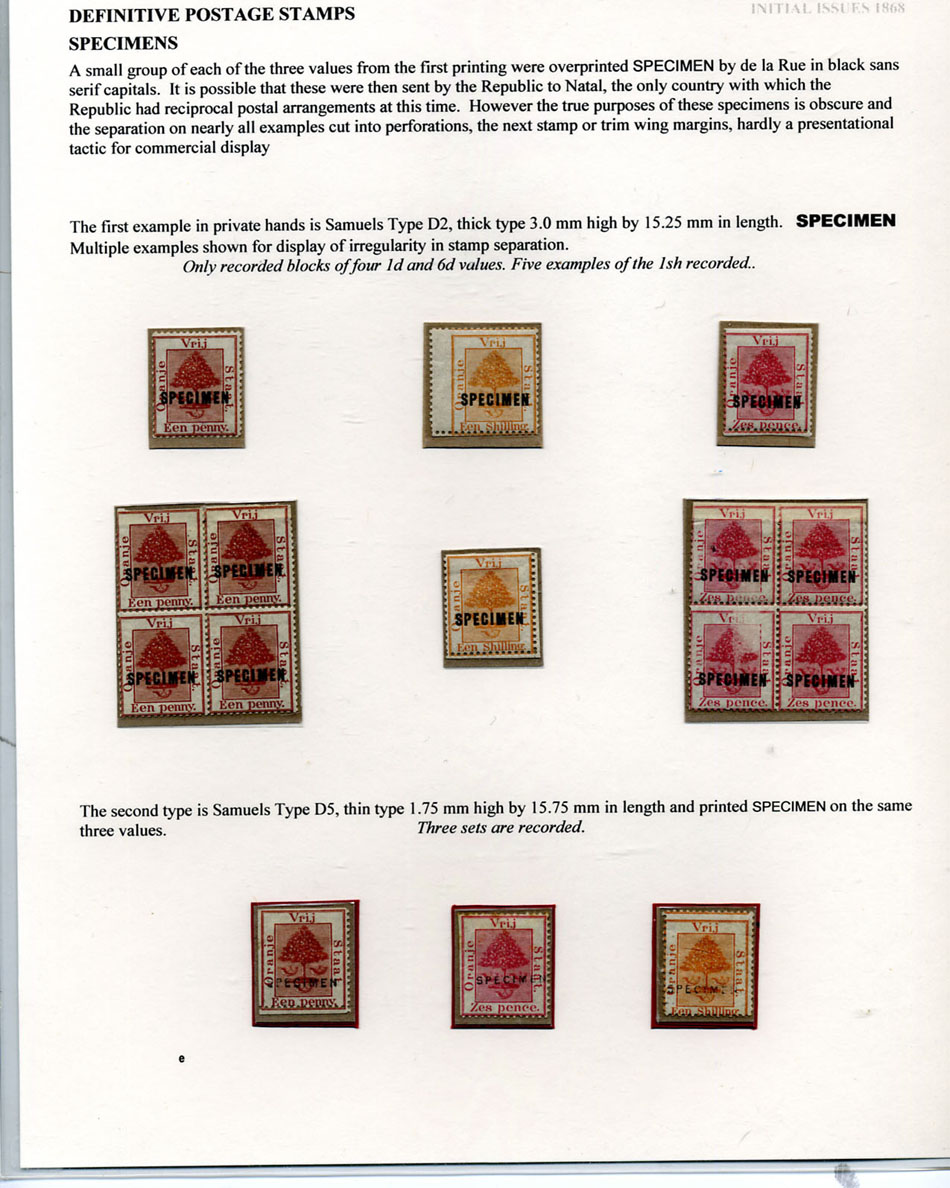 INITIAL ISSUES 1868
DEFINITIVE POSTAGE STAMPS
SPECIMENS
A small group of each of the three values from the first printing were overprinted SPECIMEN by de la Rue in black sans
serif capitals. It is possible that these were then sent by the Republic to Natal, the only country with which the
Republic had reciprocal postal arrangements at this time. However the true purposes of these specimens is obscure and
the separation on nearly all examples cut into perforations, the next stamp or trim wing margins, hardly a presentational
tactic for commercial display
The first example in private hands is Samuels Type D2, thick type 3.0 mm high by 15.25 mm in length. SPECIMEN
Multiple examples shown for display of irregularity in stamp separation.
Only recorded blocks of four 1d and 6d values. Five examples of the 1sh recorded..
Vrij
Oranje
Staat.
SPECIMEN
Een penny.
Vrij
Oranje
Staat.
SPECIMEN
Een Shilling.
Vrij
Oranje
Staat.
SPECIMEN
Zes pence.
Vrij
Oranje
Staat.
SPECIMEN
Een penny.
Vrij
Oranje
Staat.
SPECIMEN
Een penny.
Vrij
Oranje
Staat.
SPECIMEN
Een penny.
Vrij
Oranje
Staat.
SPECIMEN
Een penny.
Vrij
Oranje
Staat.
SPECIMEN
Een Shilling.
Vrij
Oranje
Staat.
SPECIMEN
Zes pence.
Vrij
Oranje
Staat.
SPECIMEN
Zes pence.
Vrij
Oranje
Staat.
SPECIMEN
Zes pence.
Vrij
Oranje
Staat.
SPECIMEN
Zes pence.
The second type is Samuels Type D5, thin type 1.75 mm high by 15.75 mm in length and printed SPECIMEN on the same
three values. Three sets are recorded.
Vrij
Oranje
Staat.
SPECIMEN
Een penny.
Vrij
Oranje
Staat.
SPECIMEN
Zes pence.
Vrij
Oranje
Staat.
SPECIMEN
Een Shilling.
e